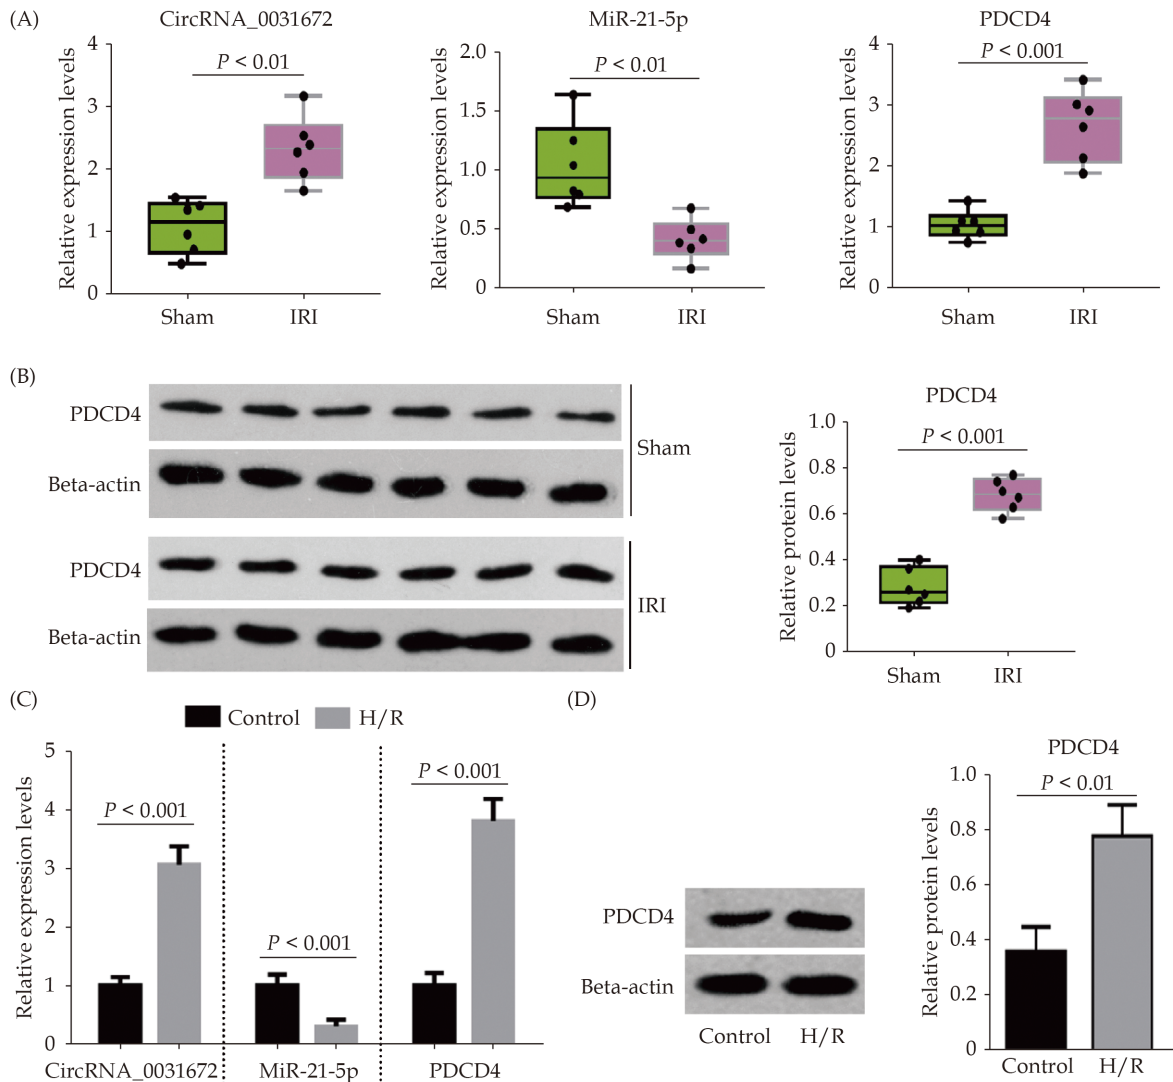 (A)
CircRNA_0031672
Relative expression levels
4
3
2
1
0
P < 0.01
Sham
IRI
MiR-21-5p
Relative expression levels
2.0
1.5
1.0
0.5
0.0
P < 0.01
Sham
IRI
PDCD4
Relative expression levels
4
3
2
1
0
P < 0.001
Sham
IRI
(B)
PDCD4
Beta-actin
Sham
PDCD4
Beta-actin
IRI
PDCD4
Relative protein levels
1.0
0.8
0.6
0.4
0.2
0
P < 0.001
Sham
IRI
(C)
Control
H/R
Relative expression levels
5
4
3
2
1
0
P < 0.001
P < 0.001
P < 0.001
CircRNA_0031672
MiR-21-5p
PDCD4
(D)
PDCD4
Beta-actin
Control
H/R
PDCD4
Relative protein levels
1.0
0.8
0.6
0.4
0.2
0
P < 0.01
Control
H/R